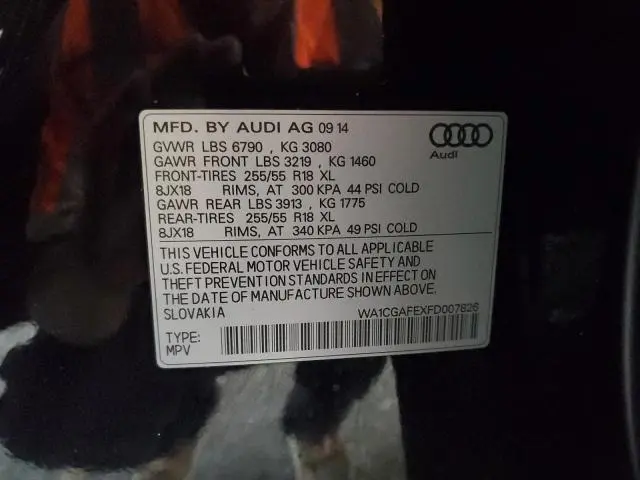 MFD. BY AUDI AG 09 14
GVWR LBS 6790 , KG 3080
GAWR FRONT LBS 3219 , KG 1460
FRONT-TIRES 255/55 R18 XL
8JX18 RIMS, AT 300 KPA 44 PSI COLD
GAWR REAR LBS 3913 , KG 1775
REAR-TIRES 255/55 R18 XL
8JX18 RIMS, AT 340 KPA 49 PSI COLD
Audi
THIS VEHICLE CONFORMS TO ALL APPLICABLE
U.S. FEDERAL MOTOR VEHICLE SAFETY AND
THEFT PREVENTION STANDARDS IN EFFECT ON
THE DATE OF MANUFACTURE SHOWN ABOVE.
SLOVAKIA WA1CGAFEXFD007826
TYPE:
MPV